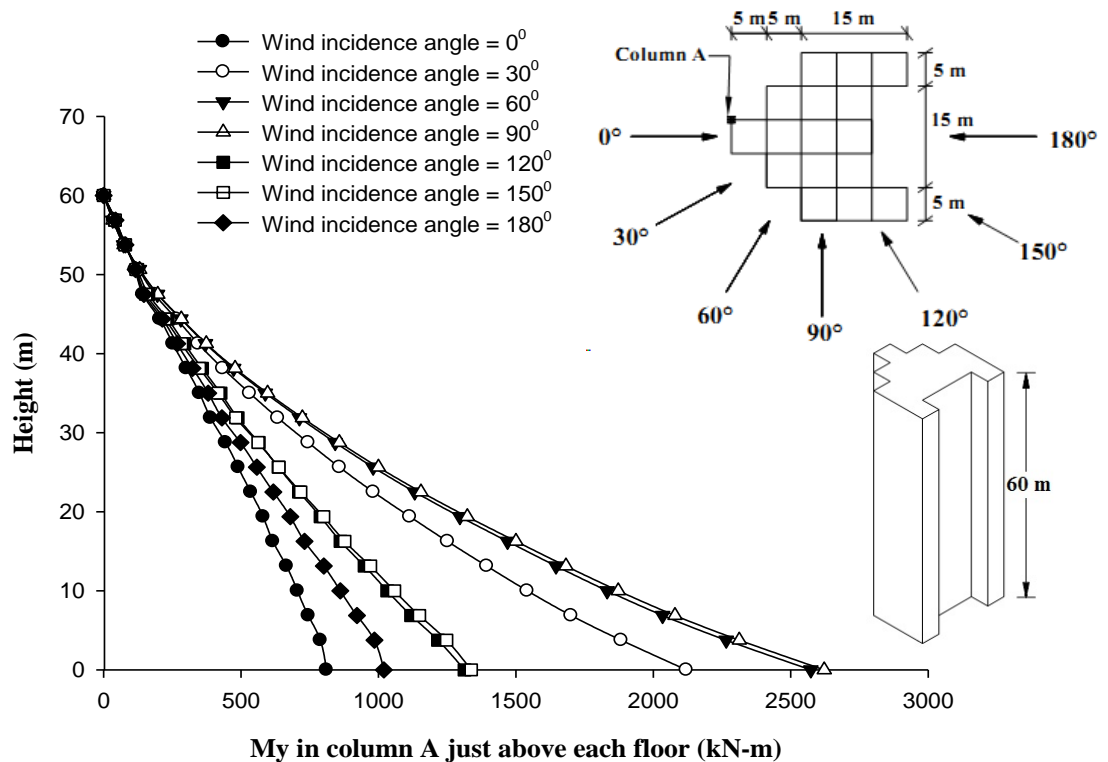 Wind incidence angle = 0⁰
Wind incidence angle = 30⁰
Wind incidence angle = 60⁰
Wind incidence angle = 90⁰
Wind incidence angle = 120⁰
Wind incidence angle = 150⁰
Wind incidence angle = 180⁰
5 m 5 m 15 m
Column A
5 m
15 m
5 m
0°
30°
60°
90°
120°
150°
180°
60 m
70
60
50
40
30
20
10
0
Height (m)
0 500 1000 1500 2000 2500 3000
My in column A just above each floor (kN-m)